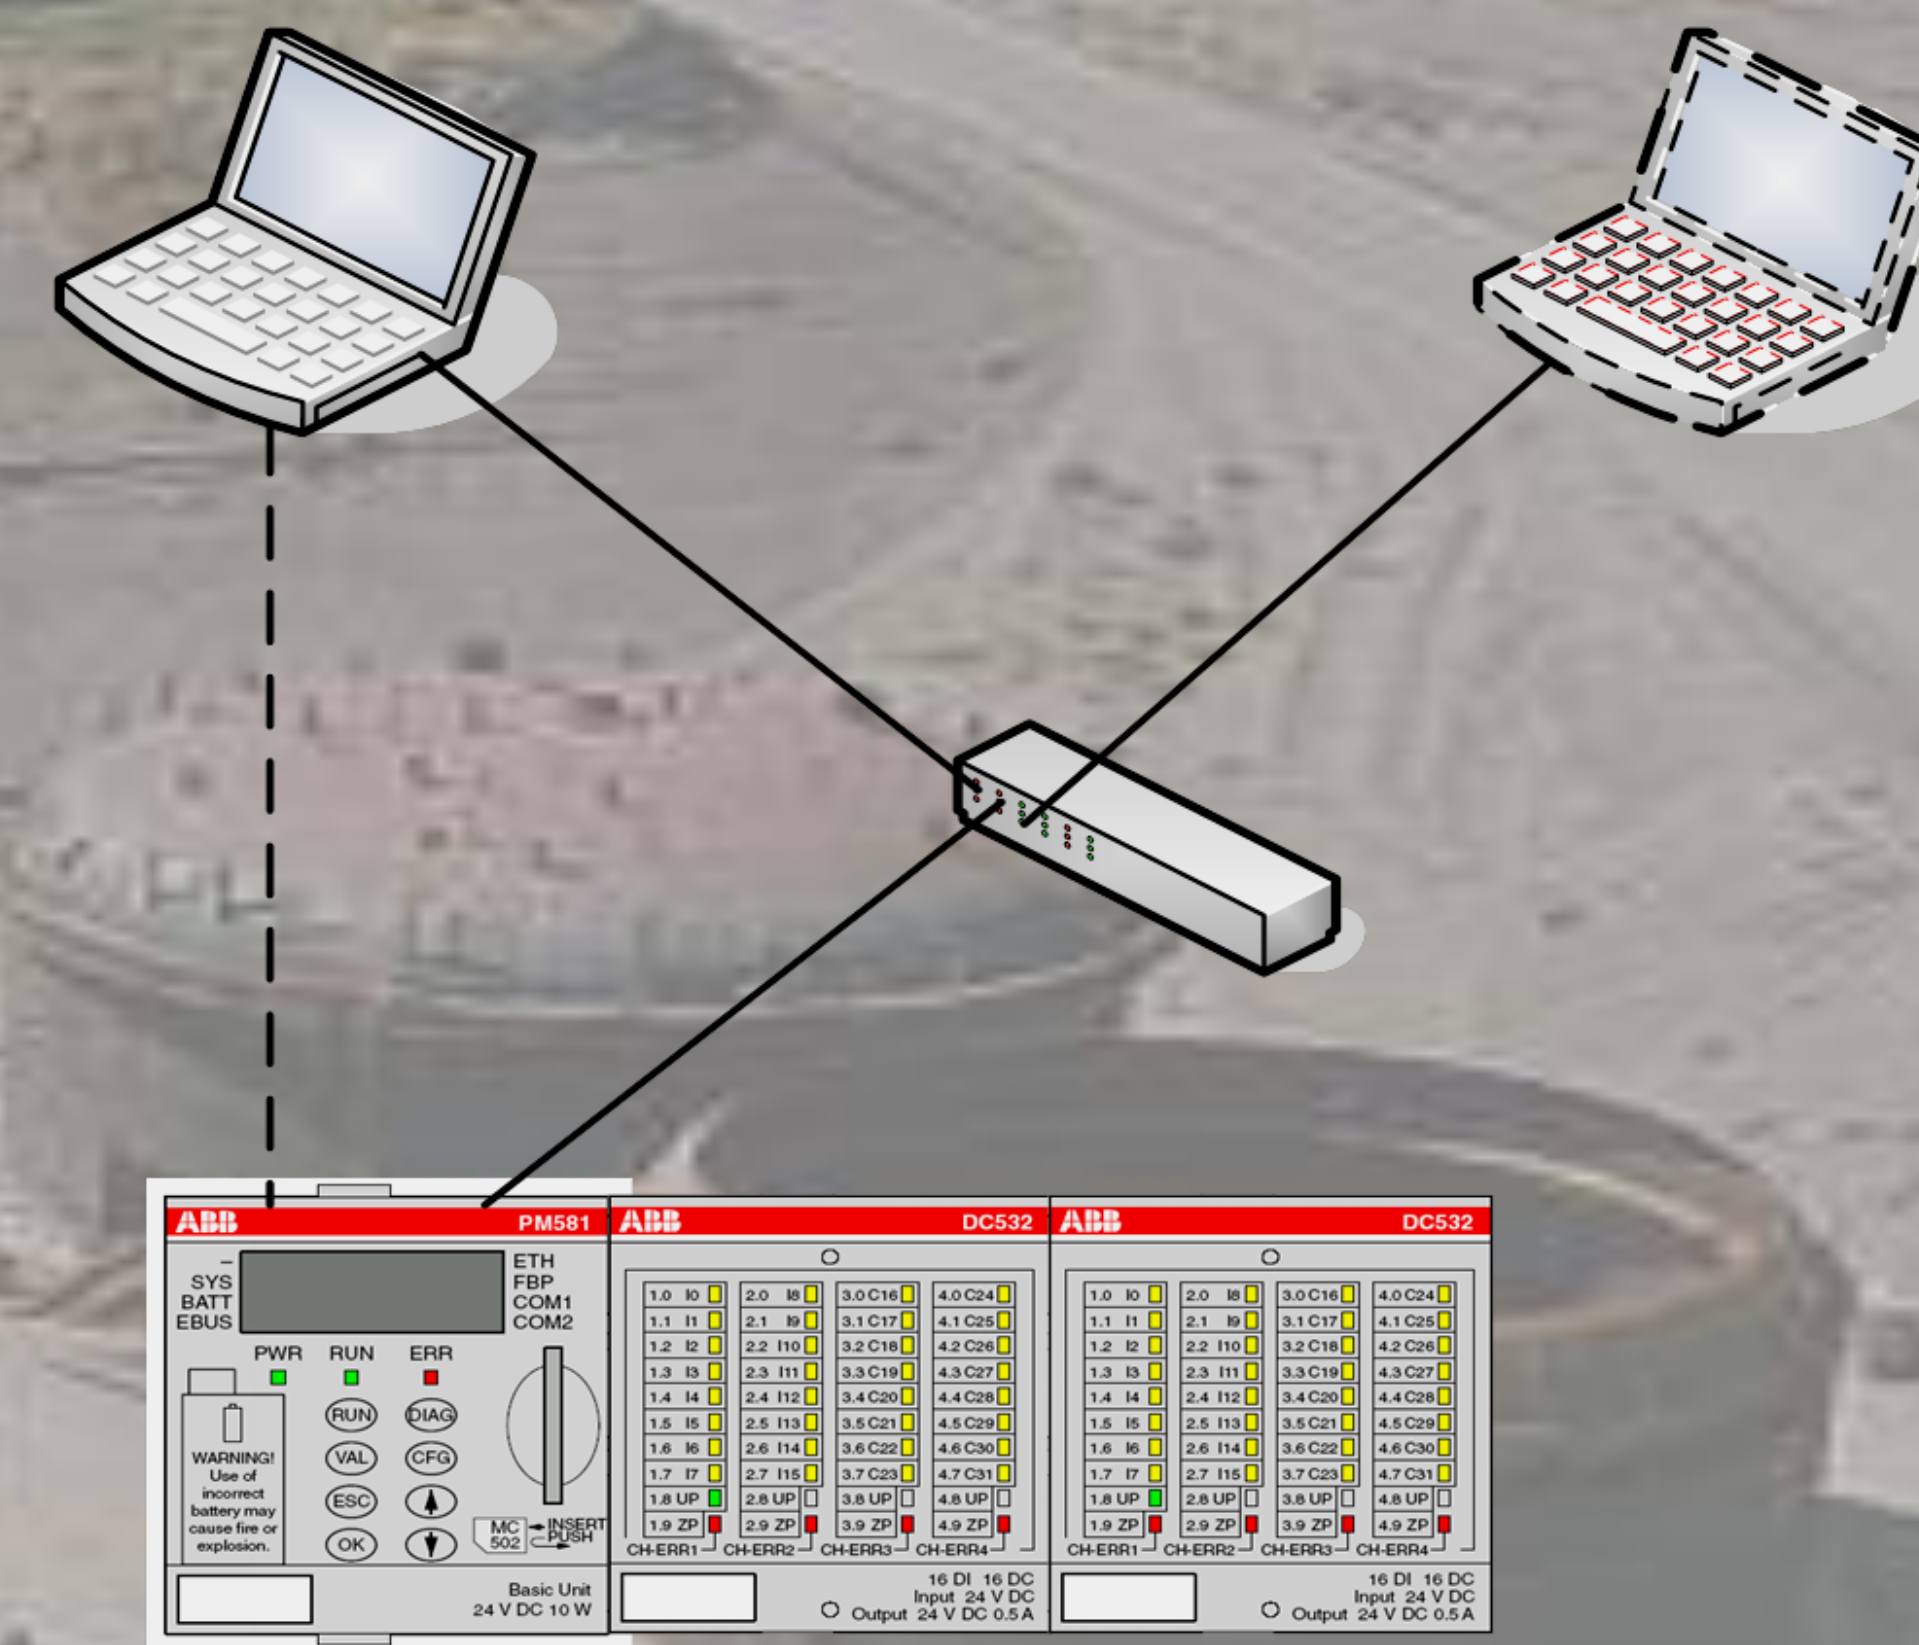 ABB PM581
ETH
– FBP
SYS COM1
BATT COM2
EBUS
PWR RUN ERR
RUN DIAG
VAL CFG
ESC
OK
WARNING!
Use of
incorrect
battery may
cause fire or
explosion.
MC
502
INSERT
PUSH
Basic Unit
24 V DC 10 W
ABB DC532
1.0 I0 2.0 I8 3.0 C16 4.0 C24
1.1 I1 2.1 I9 3.1 C17 4.1 C25
1.2 I2 2.2 I10 3.2 C18 4.2 C26
1.3 I3 2.3 I11 3.3 C19 4.3 C27
1.4 I4 2.4 I12 3.4 C20 4.4 C28
1.5 I5 2.5 I13 3.5 C21 4.5 C29
1.6 I6 2.6 I14 3.6 C22 4.6 C30
1.7 I7 2.7 I15 3.7 C23 4.7 C31
1.8 UP 2.8 UP 3.8 UP 4.8 UP
1.9 ZP 2.9 ZP 3.9 ZP 4.9 ZP
CH-ERR1 CH-ERR2 CH-ERR3 CH-ERR4
16 DI 16 DC
Input 24 V DC
Output 24 V DC 0.5 A
ABB DC532
1.0 I0 2.0 I8 3.0 C16 4.0 C24
1.1 I1 2.1 I9 3.1 C17 4.1 C25
1.2 I2 2.2 I10 3.2 C18 4.2 C26
1.3 I3 2.3 I11 3.3 C19 4.3 C27
1.4 I4 2.4 I12 3.4 C20 4.4 C28
1.5 I5 2.5 I13 3.5 C21 4.5 C29
1.6 I6 2.6 I14 3.6 C22 4.6 C30
1.7 I7 2.7 I15 3.7 C23 4.7 C31
1.8 UP 2.8 UP 3.8 UP 4.8 UP
1.9 ZP 2.9 ZP 3.9 ZP 4.9 ZP
CH-ERR1 CH-ERR2 CH-ERR3 CH-ERR4
16 DI 16 DC
Input 24 V DC
Output 24 V DC 0.5 A